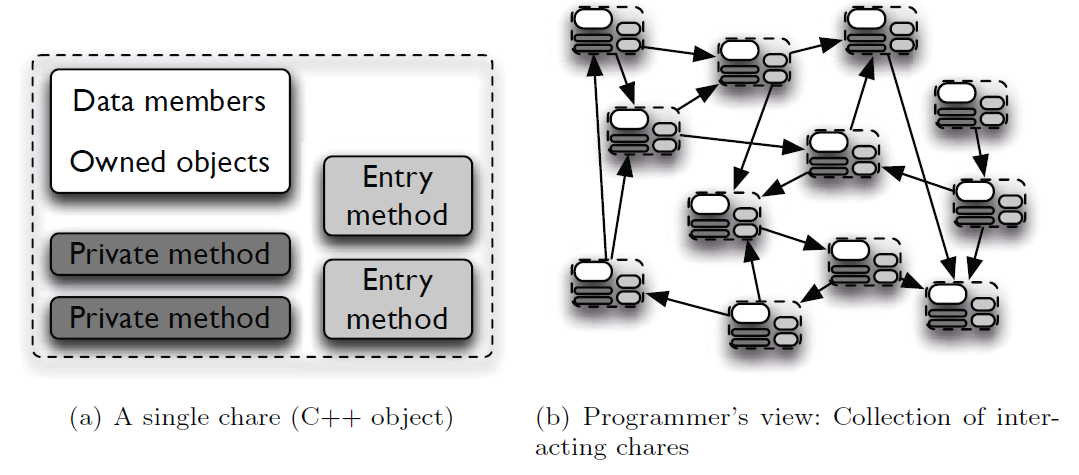 Data members
Owned objects
Private method
Private method
Entry
method
Entry
method
(a) A single chare (C++ object)
(b) Programmer's view: Collection of inter-
acting chares